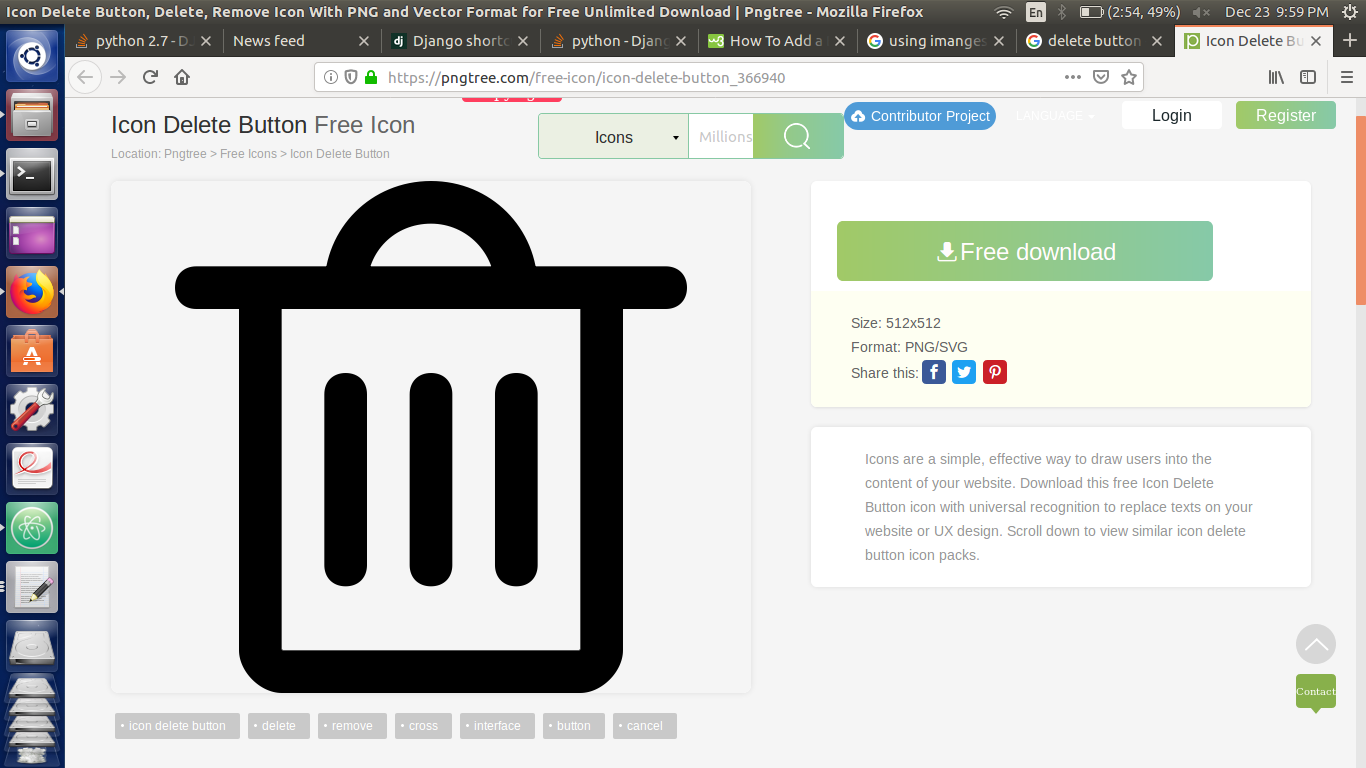 Icon Delete Button, Delete, Remove Icon With PNG and Vector Format for Free Unlimited Download | Pngtree - Mozilla Firefox
En (2:54, 49%) Dec 23 9:59 PM
python 2.7 - D
News feed
Django shortc
python - Djang
How To Add a
using imanges
delete button
Icon Delete Bu
https://pngtree.com/free-icon/icon-delete-button_366940
Icon Delete Button Free Icon
Location: Pngtree > Free Icons > Icon Delete Button
Icons
Millions
Contributor Project
LANGUAGE
Login
Register
Free download
Size: 512x512
Format: PNG/SVG
Share this:
Icons are a simple, effective way to draw users into the
content of your website. Download this free Icon Delete
Button icon with universal recognition to replace texts on your
website or UX design. Scroll down to view similar icon delete
button icon packs.
Contact
• icon delete button
• delete
• remove
• cross
• interface
• button
• cancel